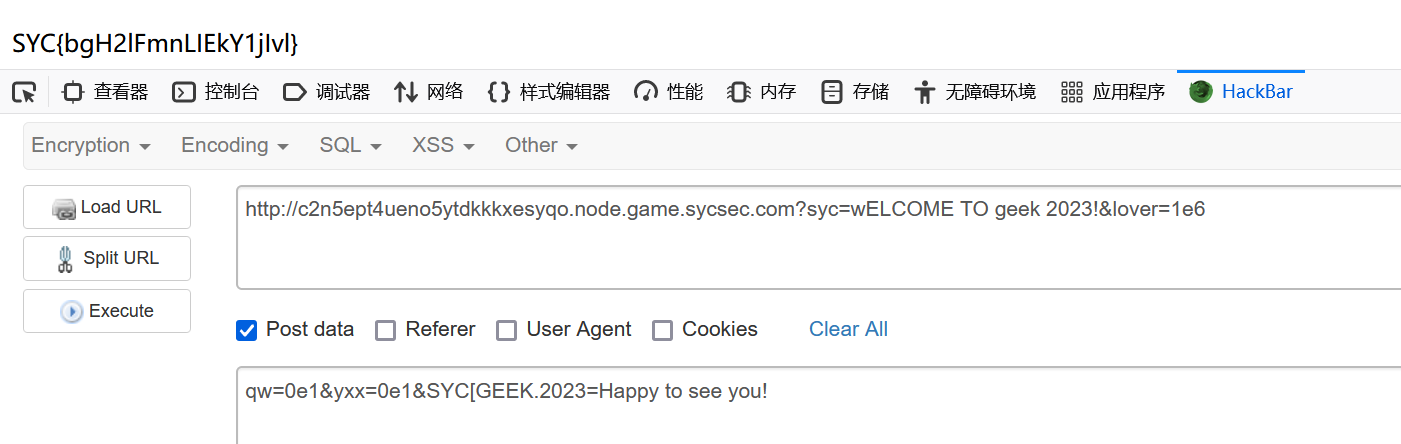 SYC{bgH2lFmnLlEkY1jIvl}
查看器 控制台 调试器 网络 样式编辑器 性能 内存 存储 无障碍环境 应用程序 HackBar
Encryption Encoding SQL XSS Other
Load URL
http://c2n5ept4ueno5ytdkkkxesyqo.node.game.sycsec.com?syc=wELCOME TO geek 2023!&lover=1e6
Split URL
Execute
Post data Referer User Agent Cookies Clear All
qw=0e1&yxx=0e1&SYC[GEEK.2023=Happy to see you!